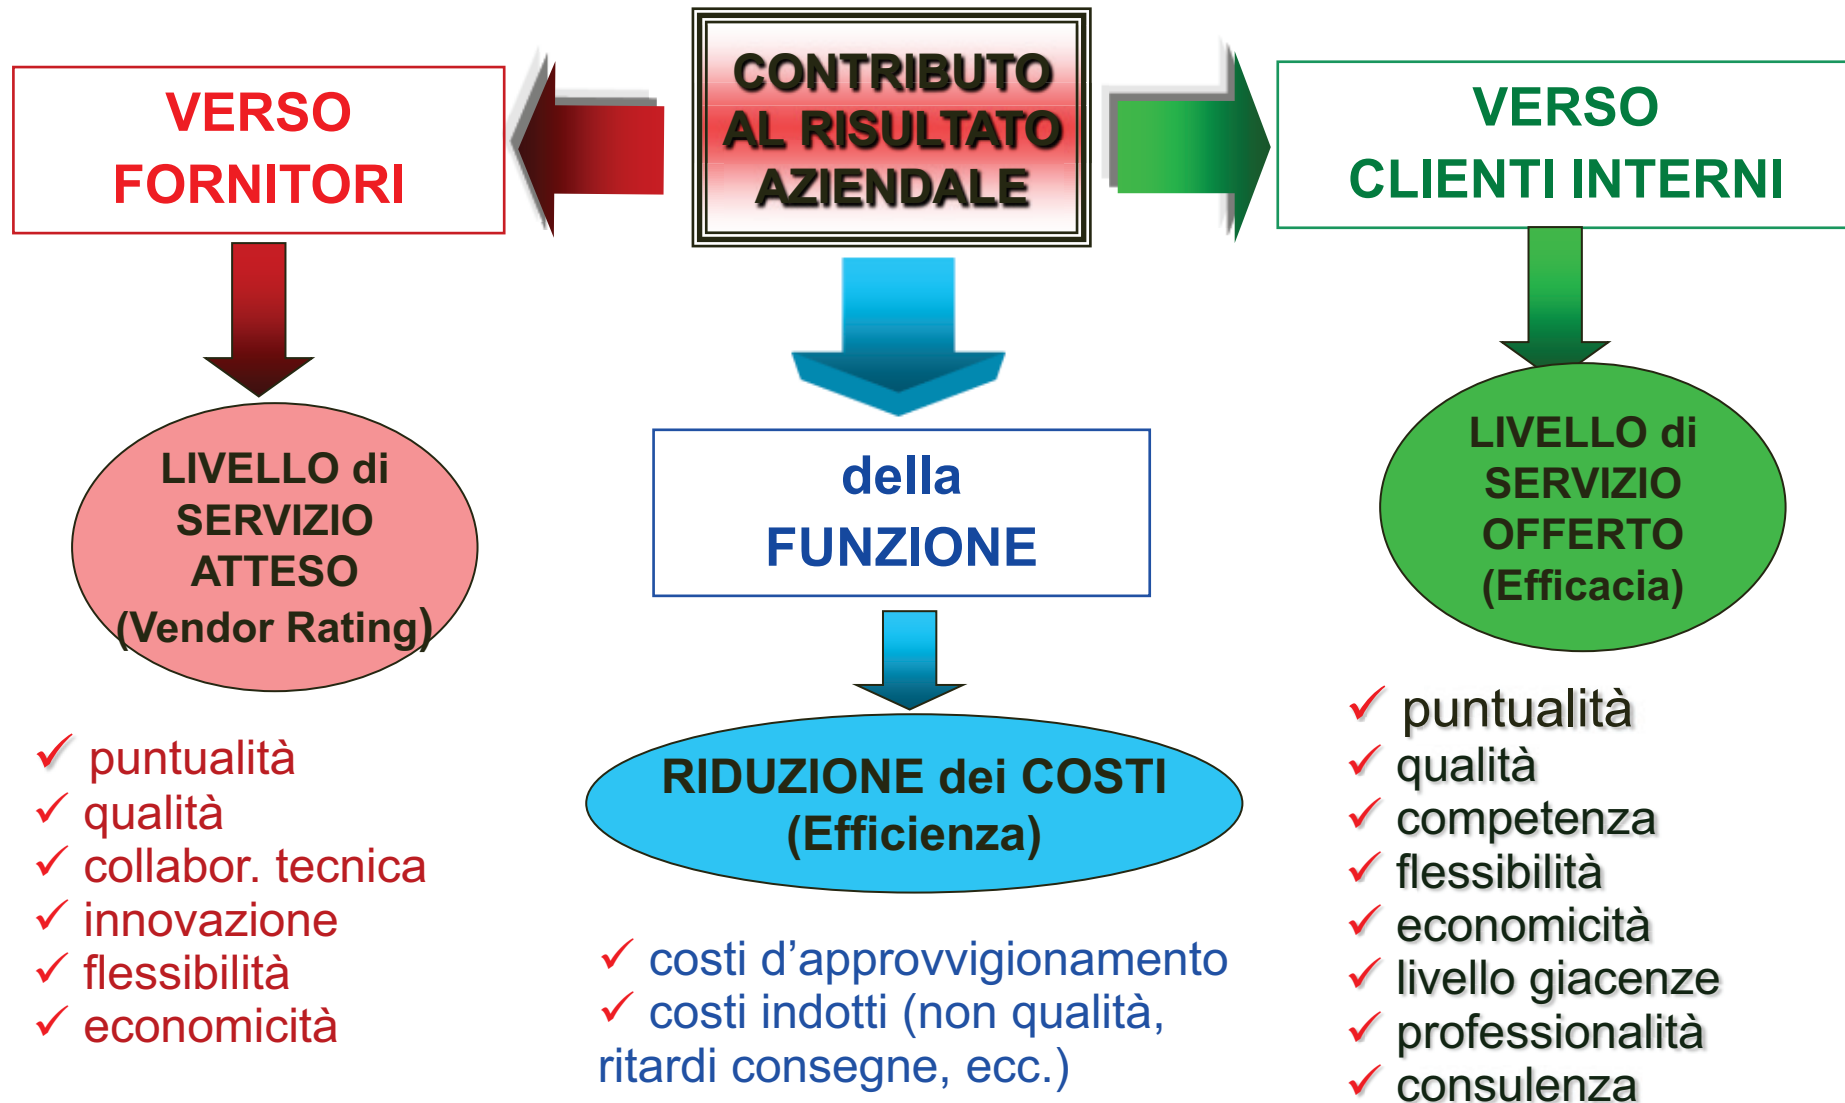 CONTRIBUTO
AL RISULTATO
AZIENDALE
VERSO
FORNITORI
VERSO
CLIENTI INTERNI
LIVELLO di
SERVIZIO
ATTESO
(Vendor Rating)
della
FUNZIONE
LIVELLO di
SERVIZIO
OFFERTO
(Efficacia)
RIDUZIONE dei COSTI
(Efficienza)
✓ puntualità
✓ qualità
✓ collabor. tecnica
✓ innovazione
✓ flessibilità
✓ economicità
✓ costi d’approvvigionamento
✓ costi indotti (non qualità,
ritardi consegne, ecc.)
✓ puntualità
✓ qualità
✓ competenza
✓ flessibilità
✓ economicità
✓ livello giacenze
✓ professionalità
✓ consulenza